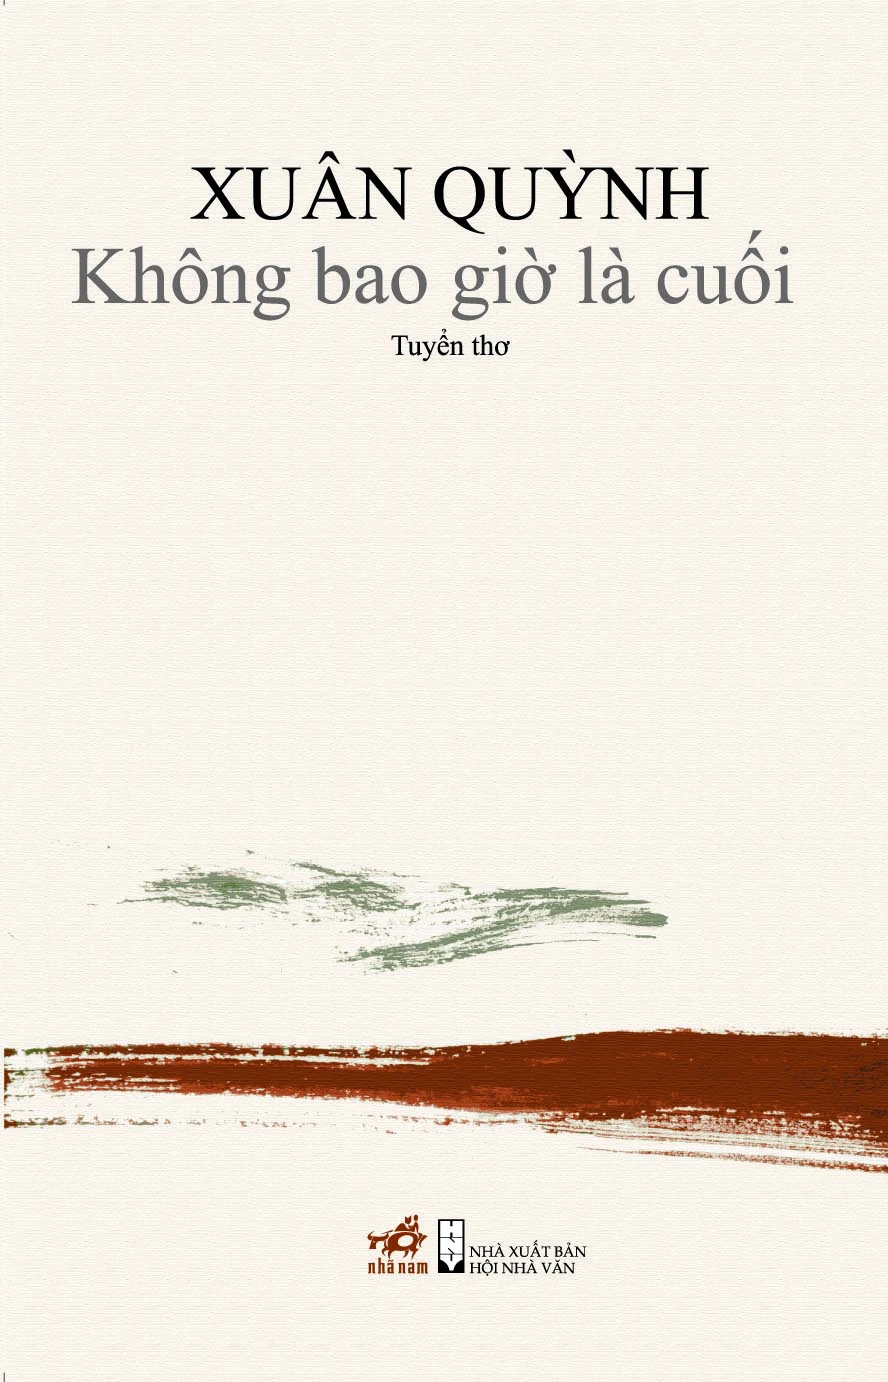 XUÂN QUỲNH
Không bao giờ là cuối
Tuyển thơ
nhã nam
NHÀ XUẤT BẢN
HỘI NHÀ VĂN